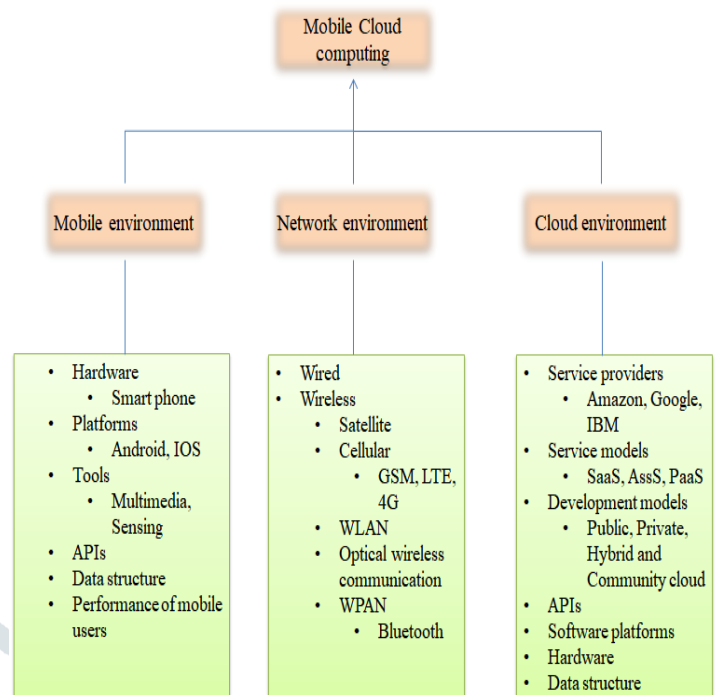 Mobile Cloud
computing
Mobile environment
Network environment
Cloud environment
• Hardware
• Smart phone
• Platforms
• Android, IOS
• Tools
• Multimedia,
Sensing
• APIs
• Data structure
• Performance of mobile
users
• Wired
• Wireless
• Satellite
• Cellular
• GSM, LTE,
4G
• WLAN
• Optical wireless
communication
• WPAN
• Bluetooth
• Service providers
• Amazon, Google,
IBM
• Service models
• SaaS, AssS, PaaS
• Development models
• Public, Private,
Hybrid and
Community cloud
• APIs
• Software platforms
• Hardware
• Data structure